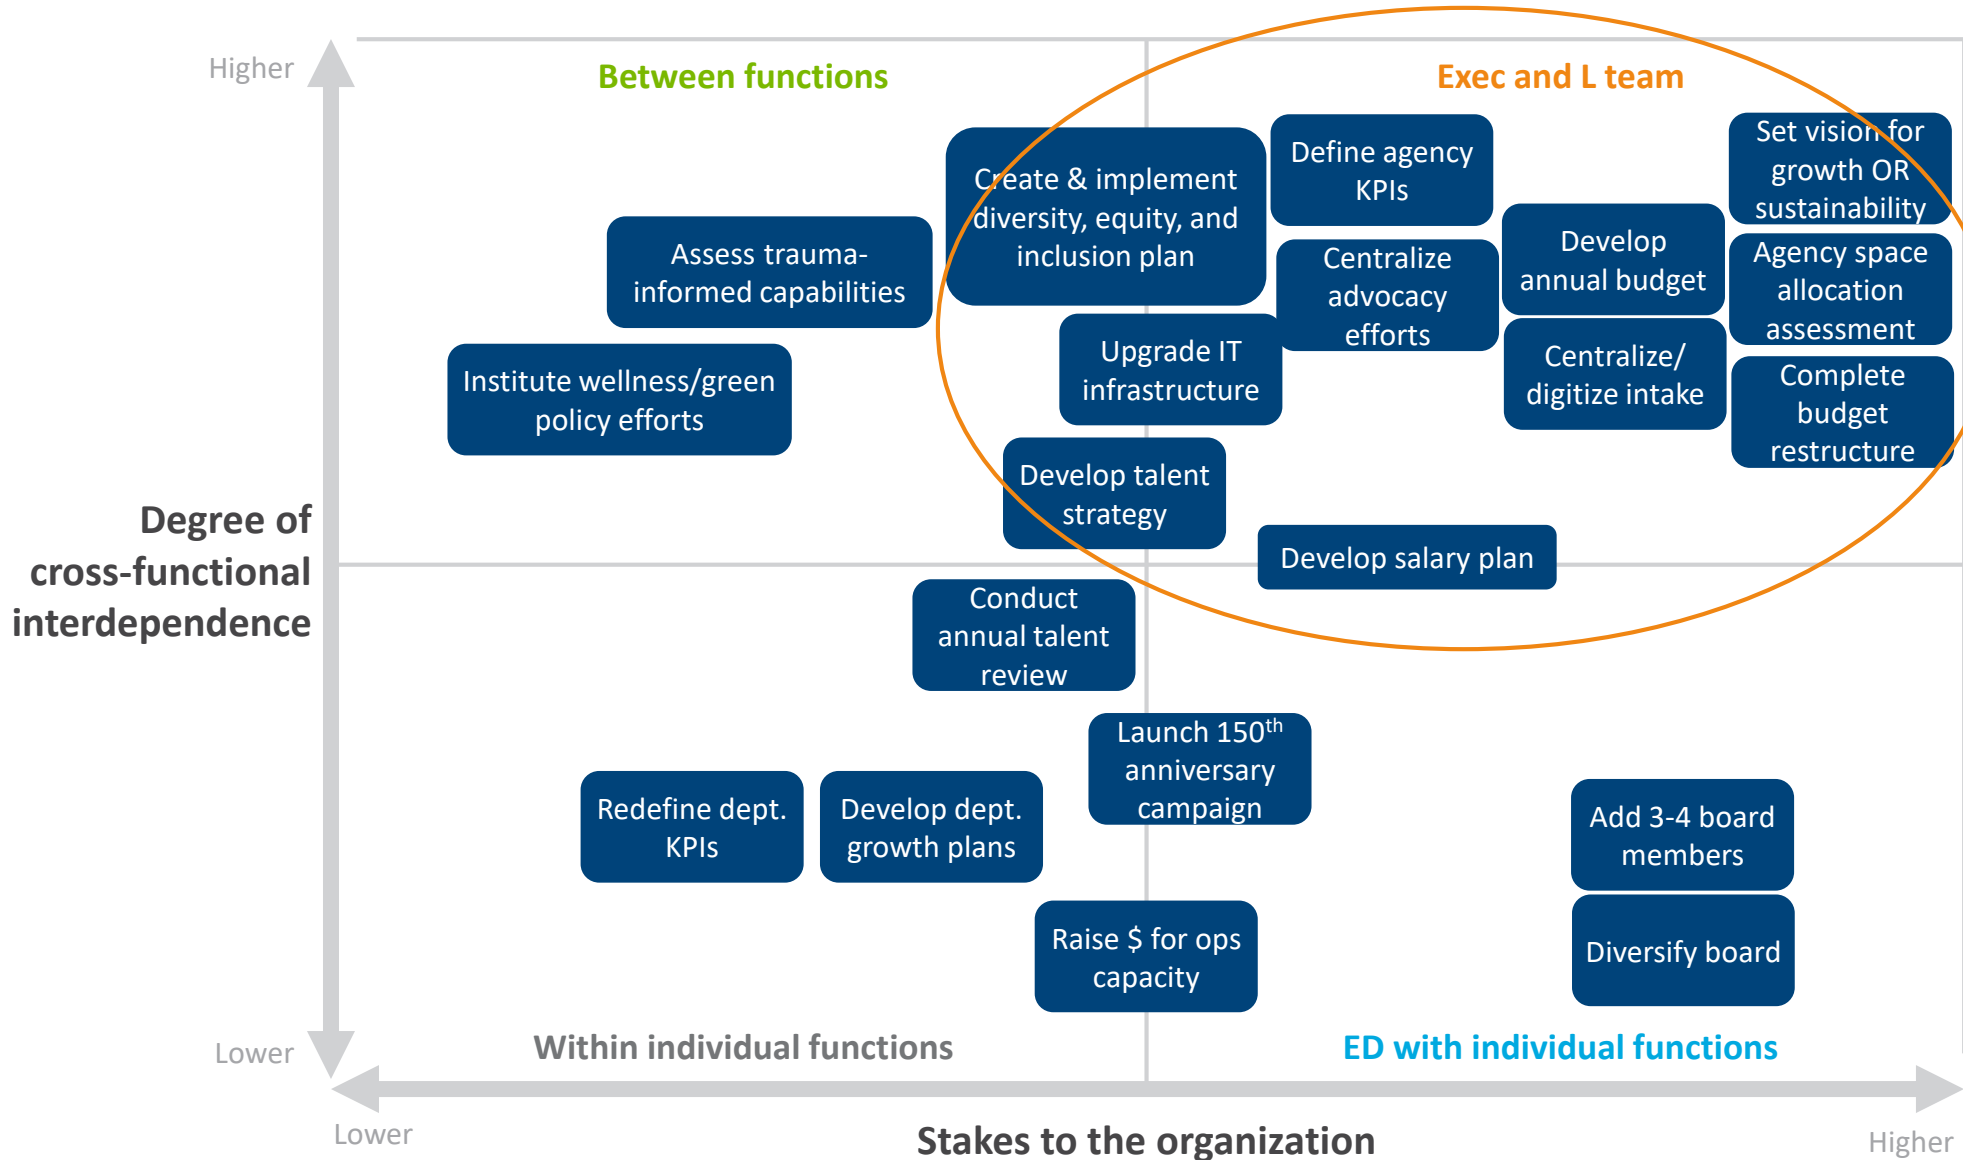 Higher
Between functions
Exec and L team
Create & implement
diversity, equity, and
inclusion plan
Define agency
KPIs
Set vision for
growth OR
sustainability
Assess trauma-
informed capabilities
Centralize
advocacy
efforts
Develop
annual budget
Agency space
allocation
assessment
Institute wellness/green
policy efforts
Upgrade IT
infrastructure
Centralize/
digitize intake
Complete
budget
restructure
Develop talent
strategy
Develop salary plan
Degree of
cross-functional
interdependence
Conduct
annual talent
review
Launch 150th
anniversary
campaign
Redefine dept.
KPIs
Develop dept.
growth plans
Add 3-4 board
members
Raise $ for ops
capacity
Diversify board
Lower
Within individual functions
ED with individual functions
Lower
Stakes to the organization
Higher